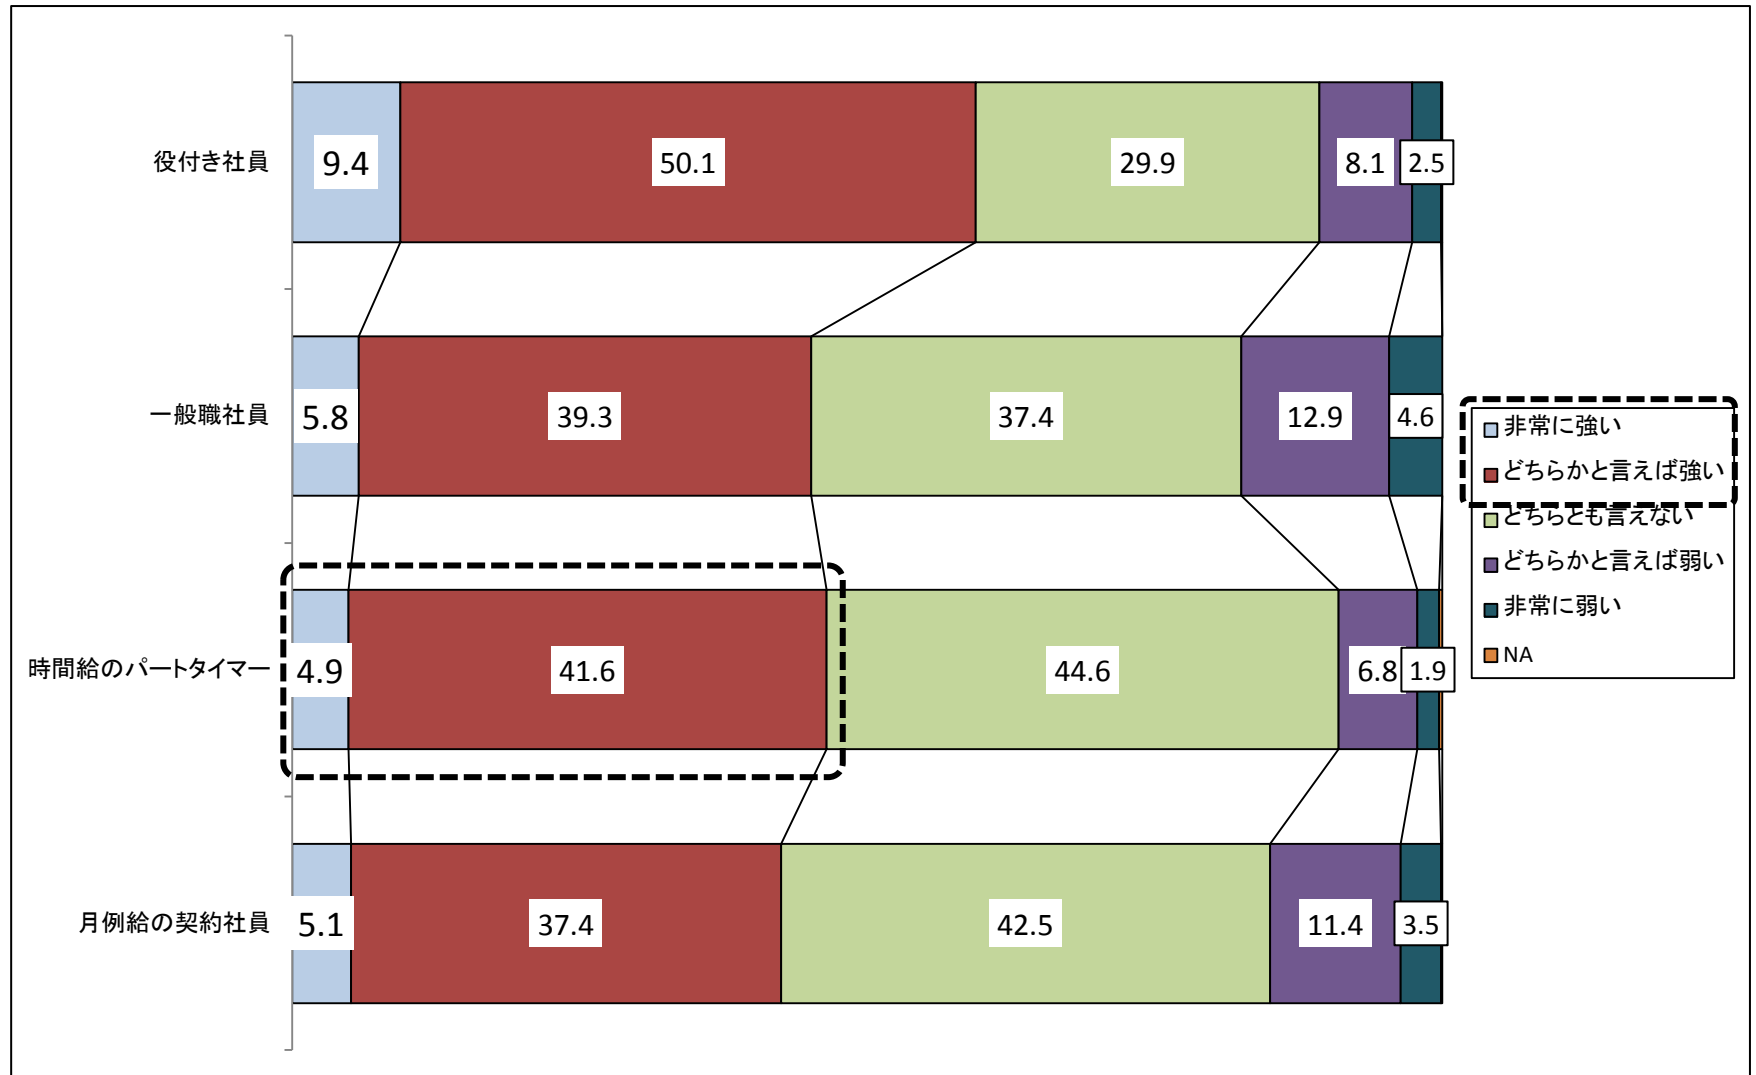 役付き社員
9.4
50.1
29.9
8.1
2.5
一般職社員
5.8
39.3
37.4
12.9
4.6
時間給のパートタイマー
4.9
41.6
44.6
6.8
1.9
月例給の契約社員
5.1
37.4
42.5
11.4
3.5
非常に強い
どちらかと言えば強い
どちらとも言えない
どちらかと言えば弱い
非常に弱い
NA